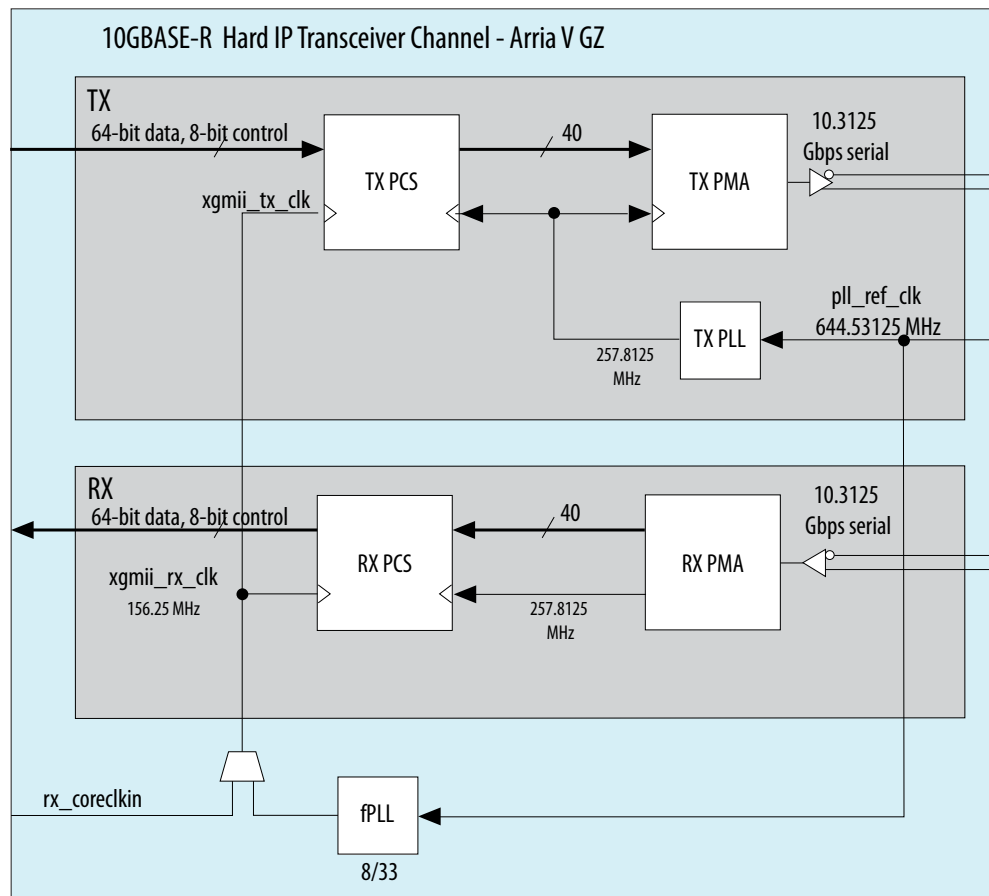 10GBASE-R Hard IP Transceiver Channel - Arria V GZ
TX
64-bit data, 8-bit control
40
10.3125
Gbps serial
TX PCS
TX PMA
xgmii_tx_clk
pll_ref_clk
644.53125 MHz
TX PLL
257.8125
MHz
RX
64-bit data, 8-bit control
40
10.3125
Gbps serial
RX PCS
RX PMA
xgmii_rx_clk
156.25 MHz
257.8125
MHz
rx_coreclkin
fPLL
8/33